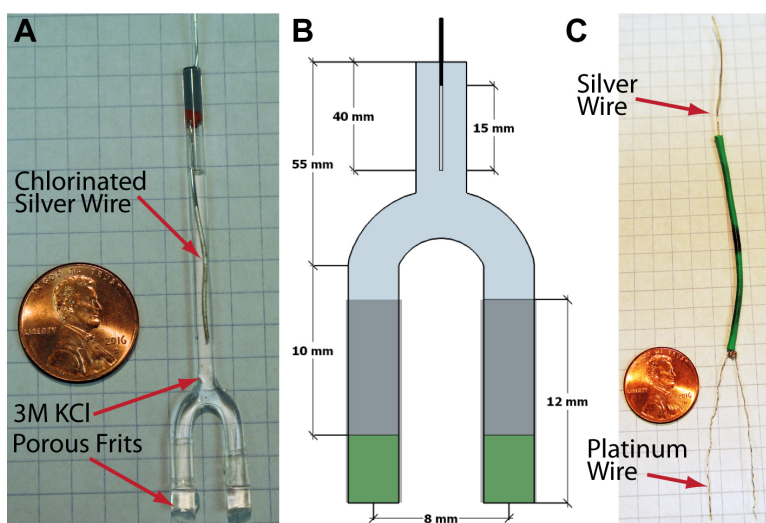 A
Chlorinated
Silver Wire
LIBERTY
2016
3M KCl
Porous Frits
B
40 mm
15 mm
55 mm
10 mm
12 mm
8 mm
C
Silver
Wire
Platinum
Wire